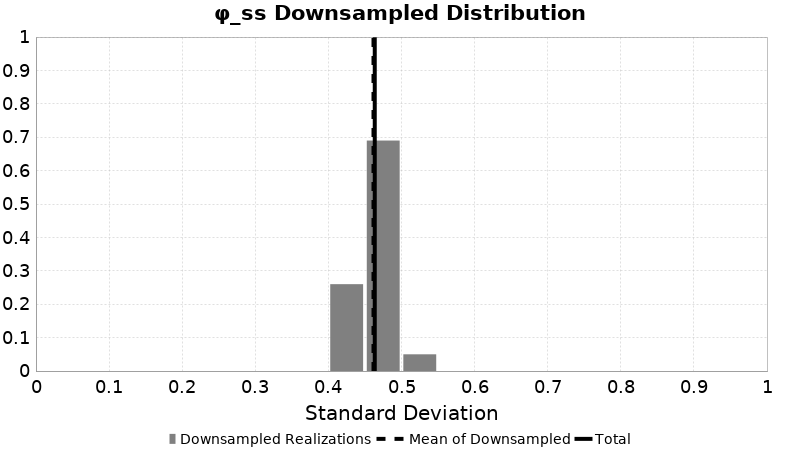 φ_ss Downsampled Distribution
1
0.9
0.8
0.7
0.6
0.5
0.4
0.3
0.2
0.1
0
0 0.1 0.2 0.3 0.4 0.5 0.6 0.7 0.8 0.9 1
Standard Deviation
Downsampled Realizations Mean of Downsampled Total